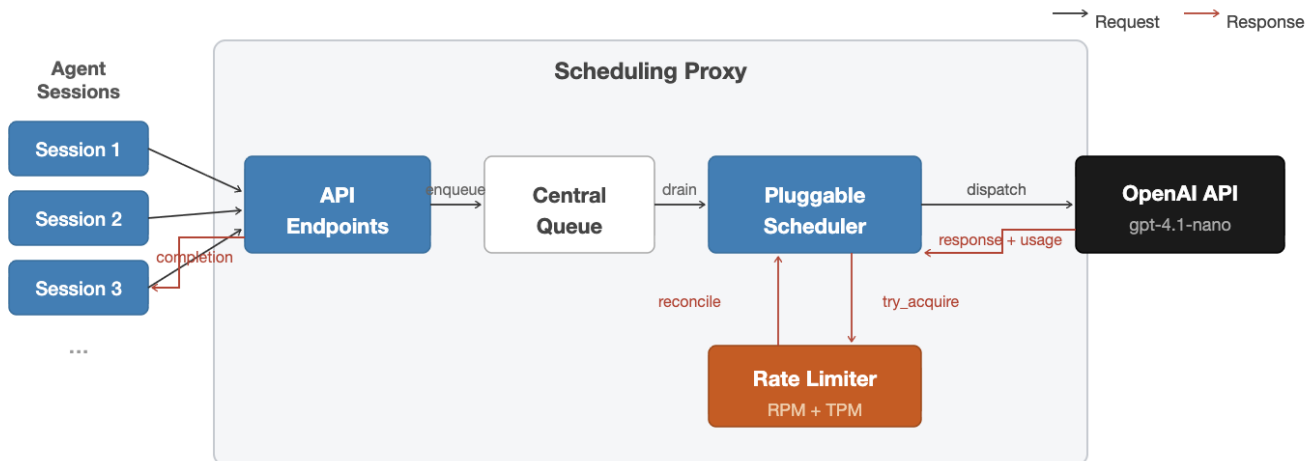 Request
Response
Scheduling Proxy
Agent
Sessions
Session 1
Session 2
Session 3
...
completion
API
Endpoints
enqueue
Central
Queue
drain
Pluggable
Scheduler
dispatch
response + usage
OpenAI API
gpt-4.1-nano
reconcile
try_acquire
Rate Limiter
RPM + TPM